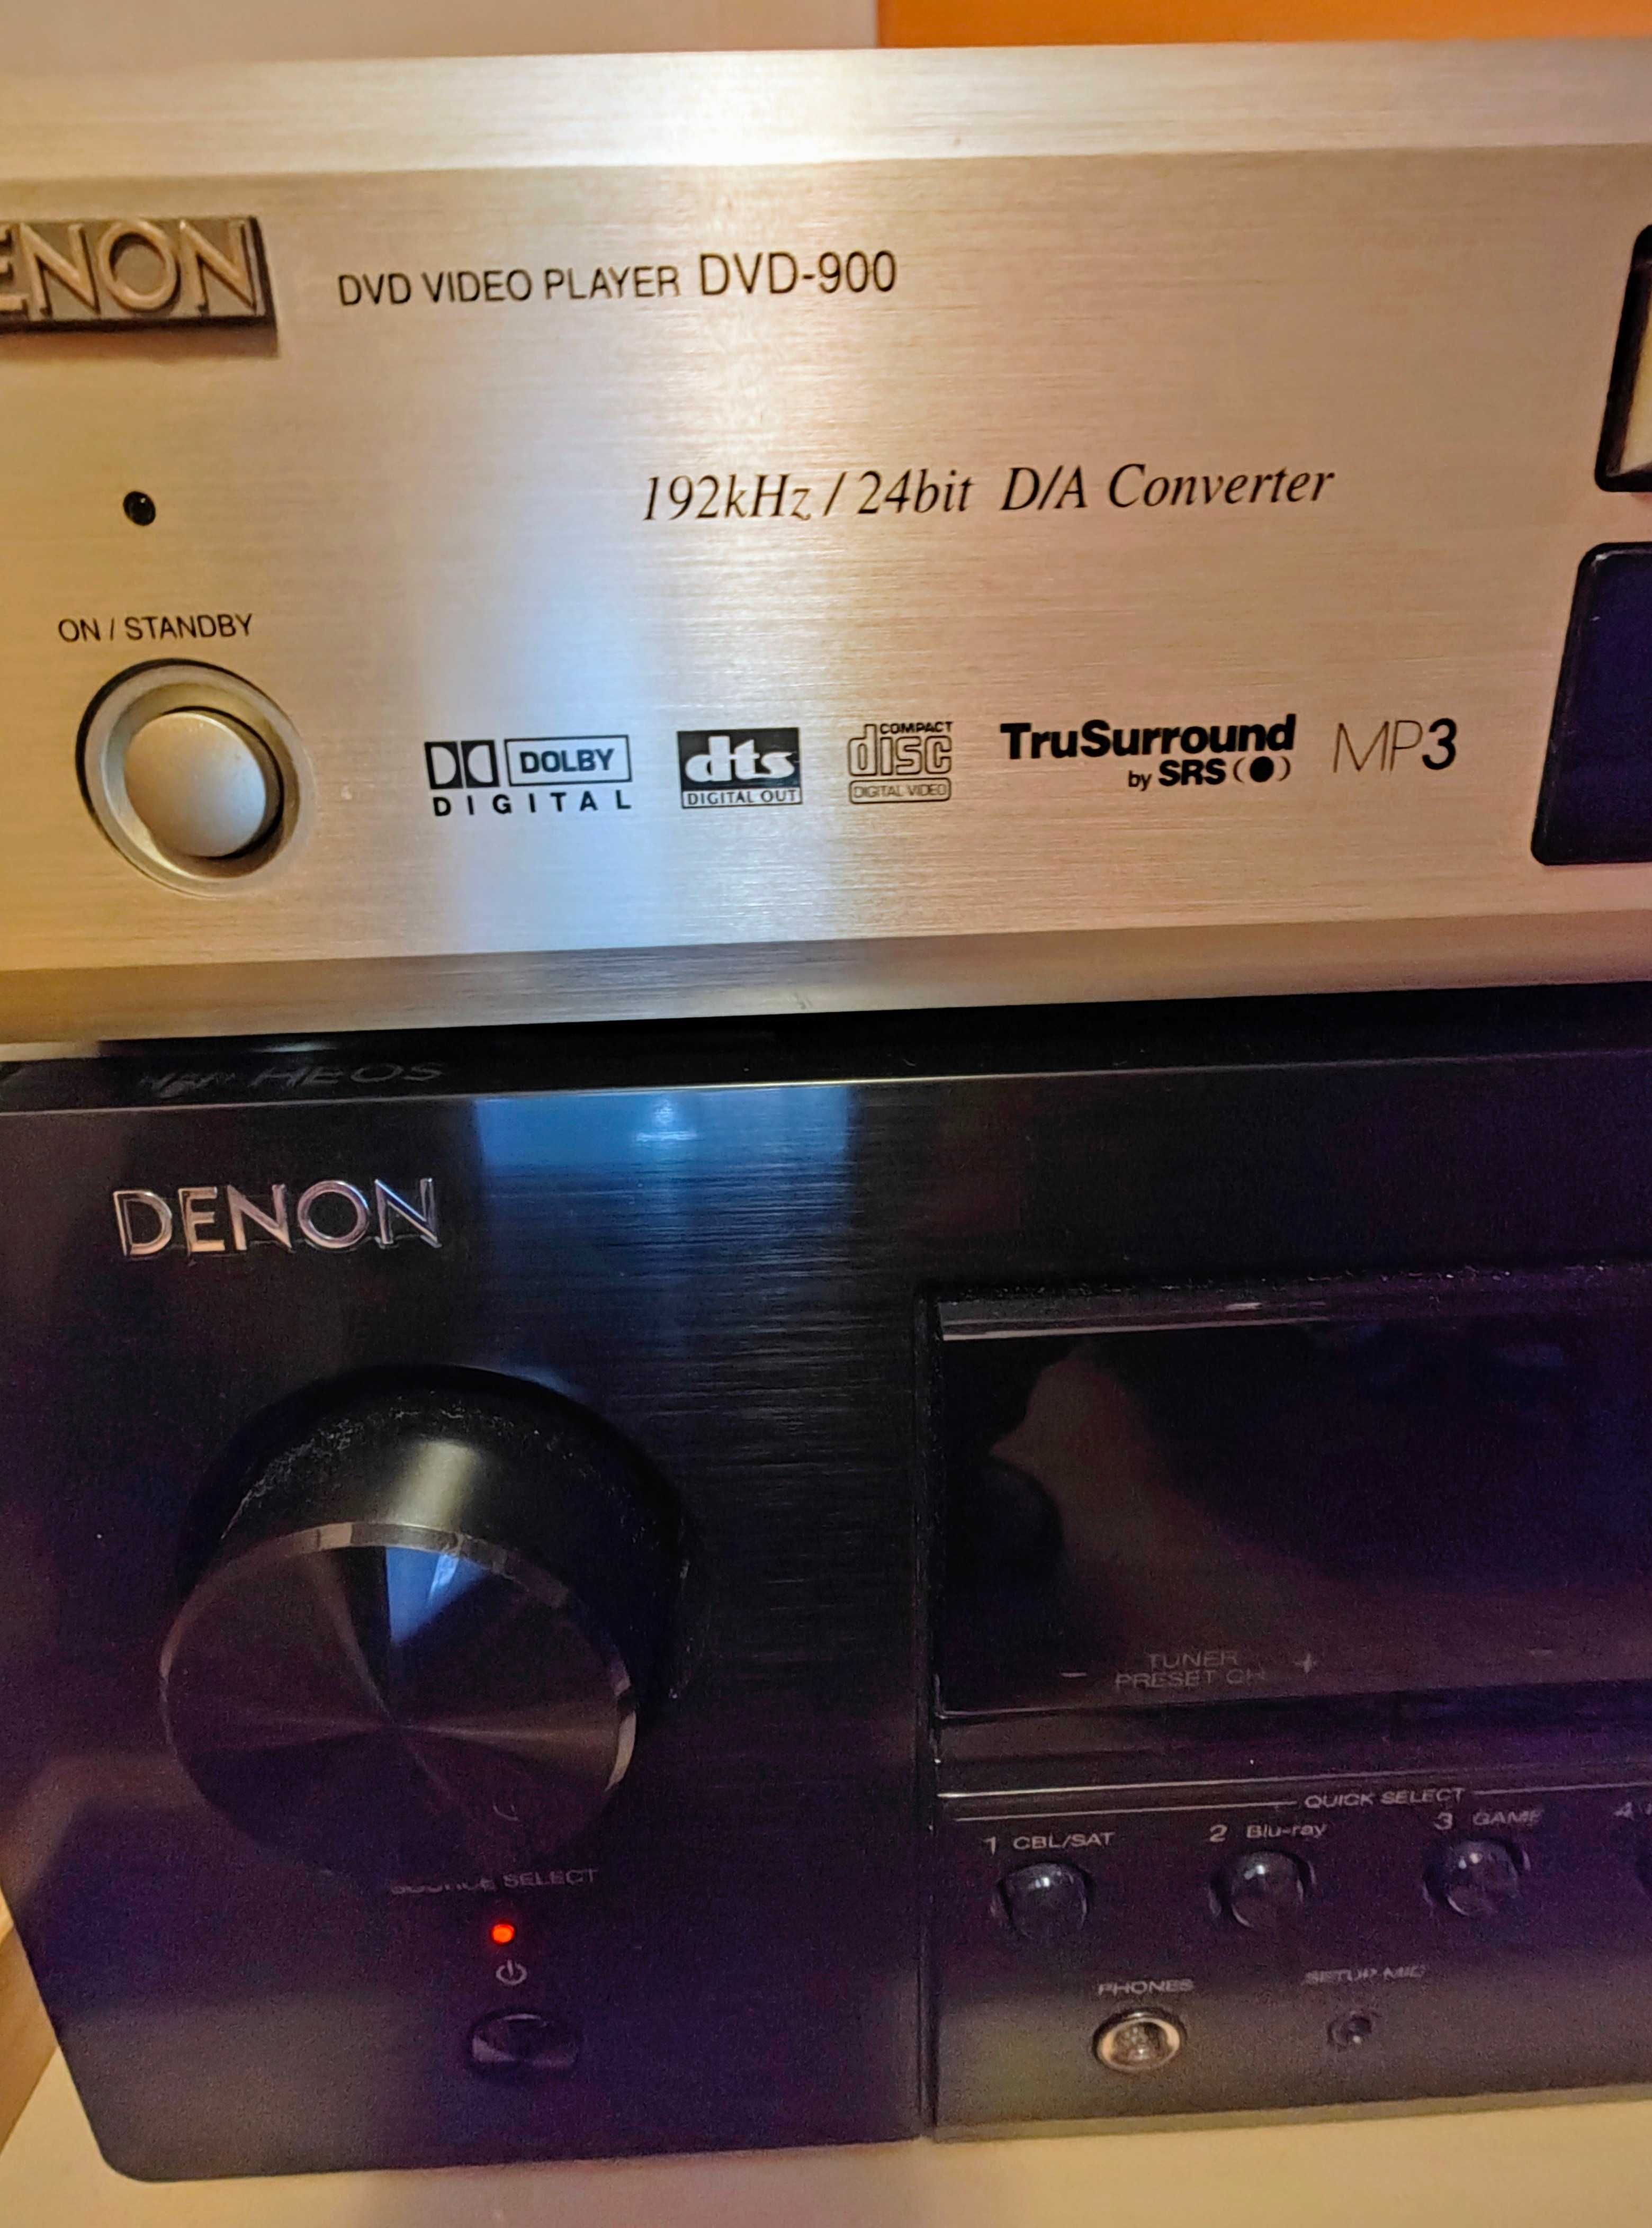 ENON
DVD VIDEO PLAYER DVD-900
192kHz / 24bit D/A Converter
ON / STANDBY
DOLBY
DIGITAL
dts
DIGITAL OUT
COMPACT
disc
DIGITAL VIDEO
TruSurround
by SRS
MP3
HEOS
DENON
TUNER
− PRESET CH +
QUICK SELECT
1 CBL/SAT 2 Blu-ray 3 GAME 4
SOURCE SELECT
PHONES SETUP MIC